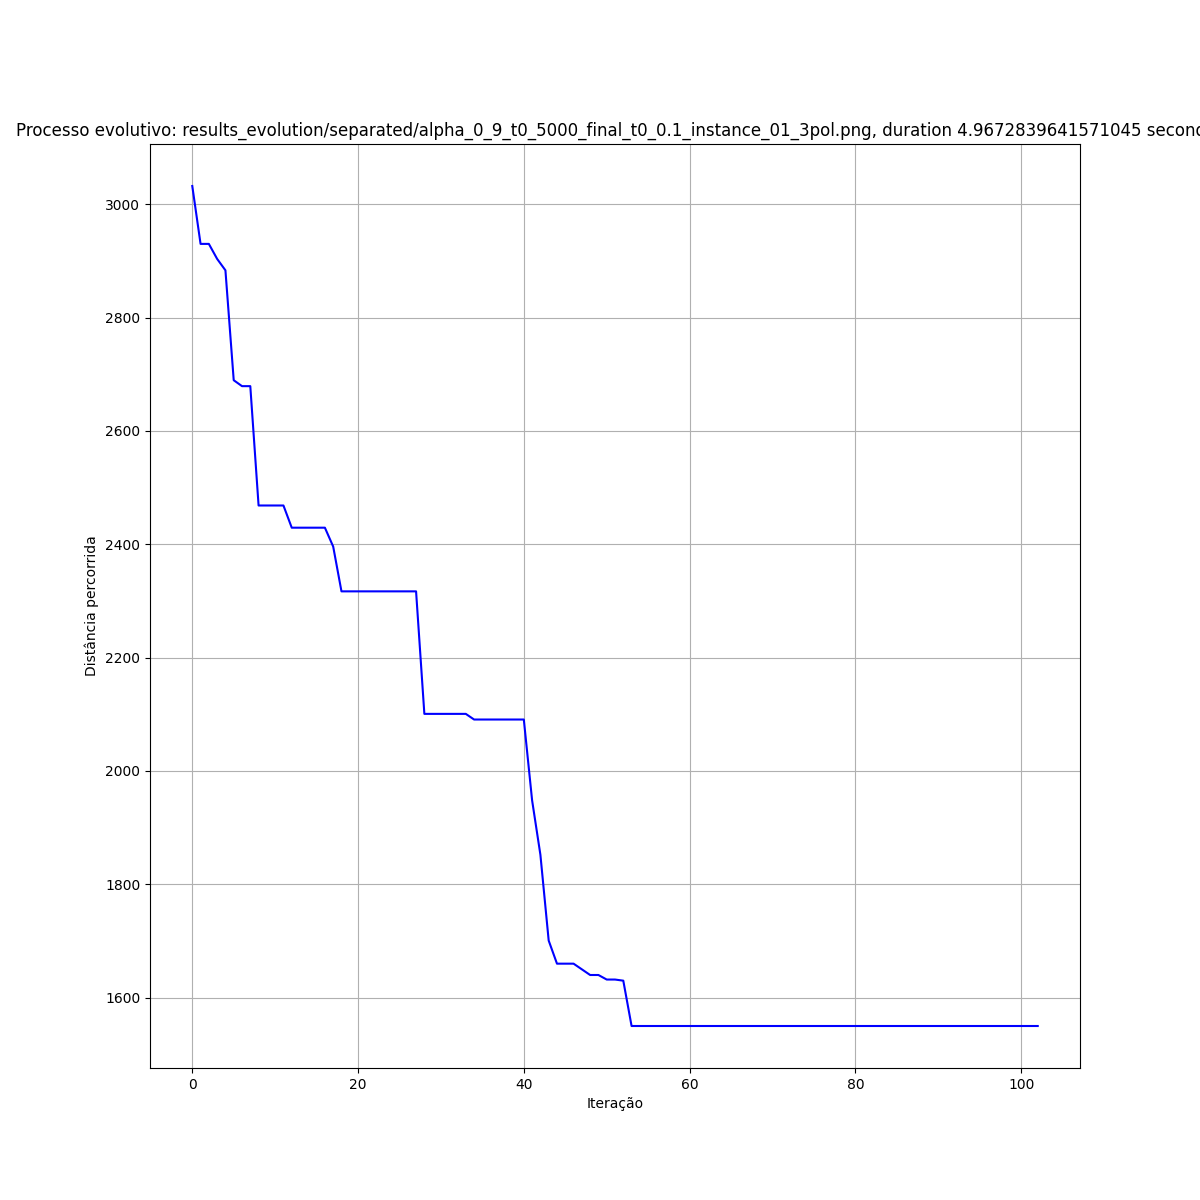 Processo evolutivo: results_evolution/separated/alpha_0_9_t0_5000_final_t0_0.1_instance_01_3pol.png, duration 4.9672839641571045
3000
2800
2600
2400
2200
2000
1800
1600
Distância percorrida
0 20 40 60 80 100
Iteração